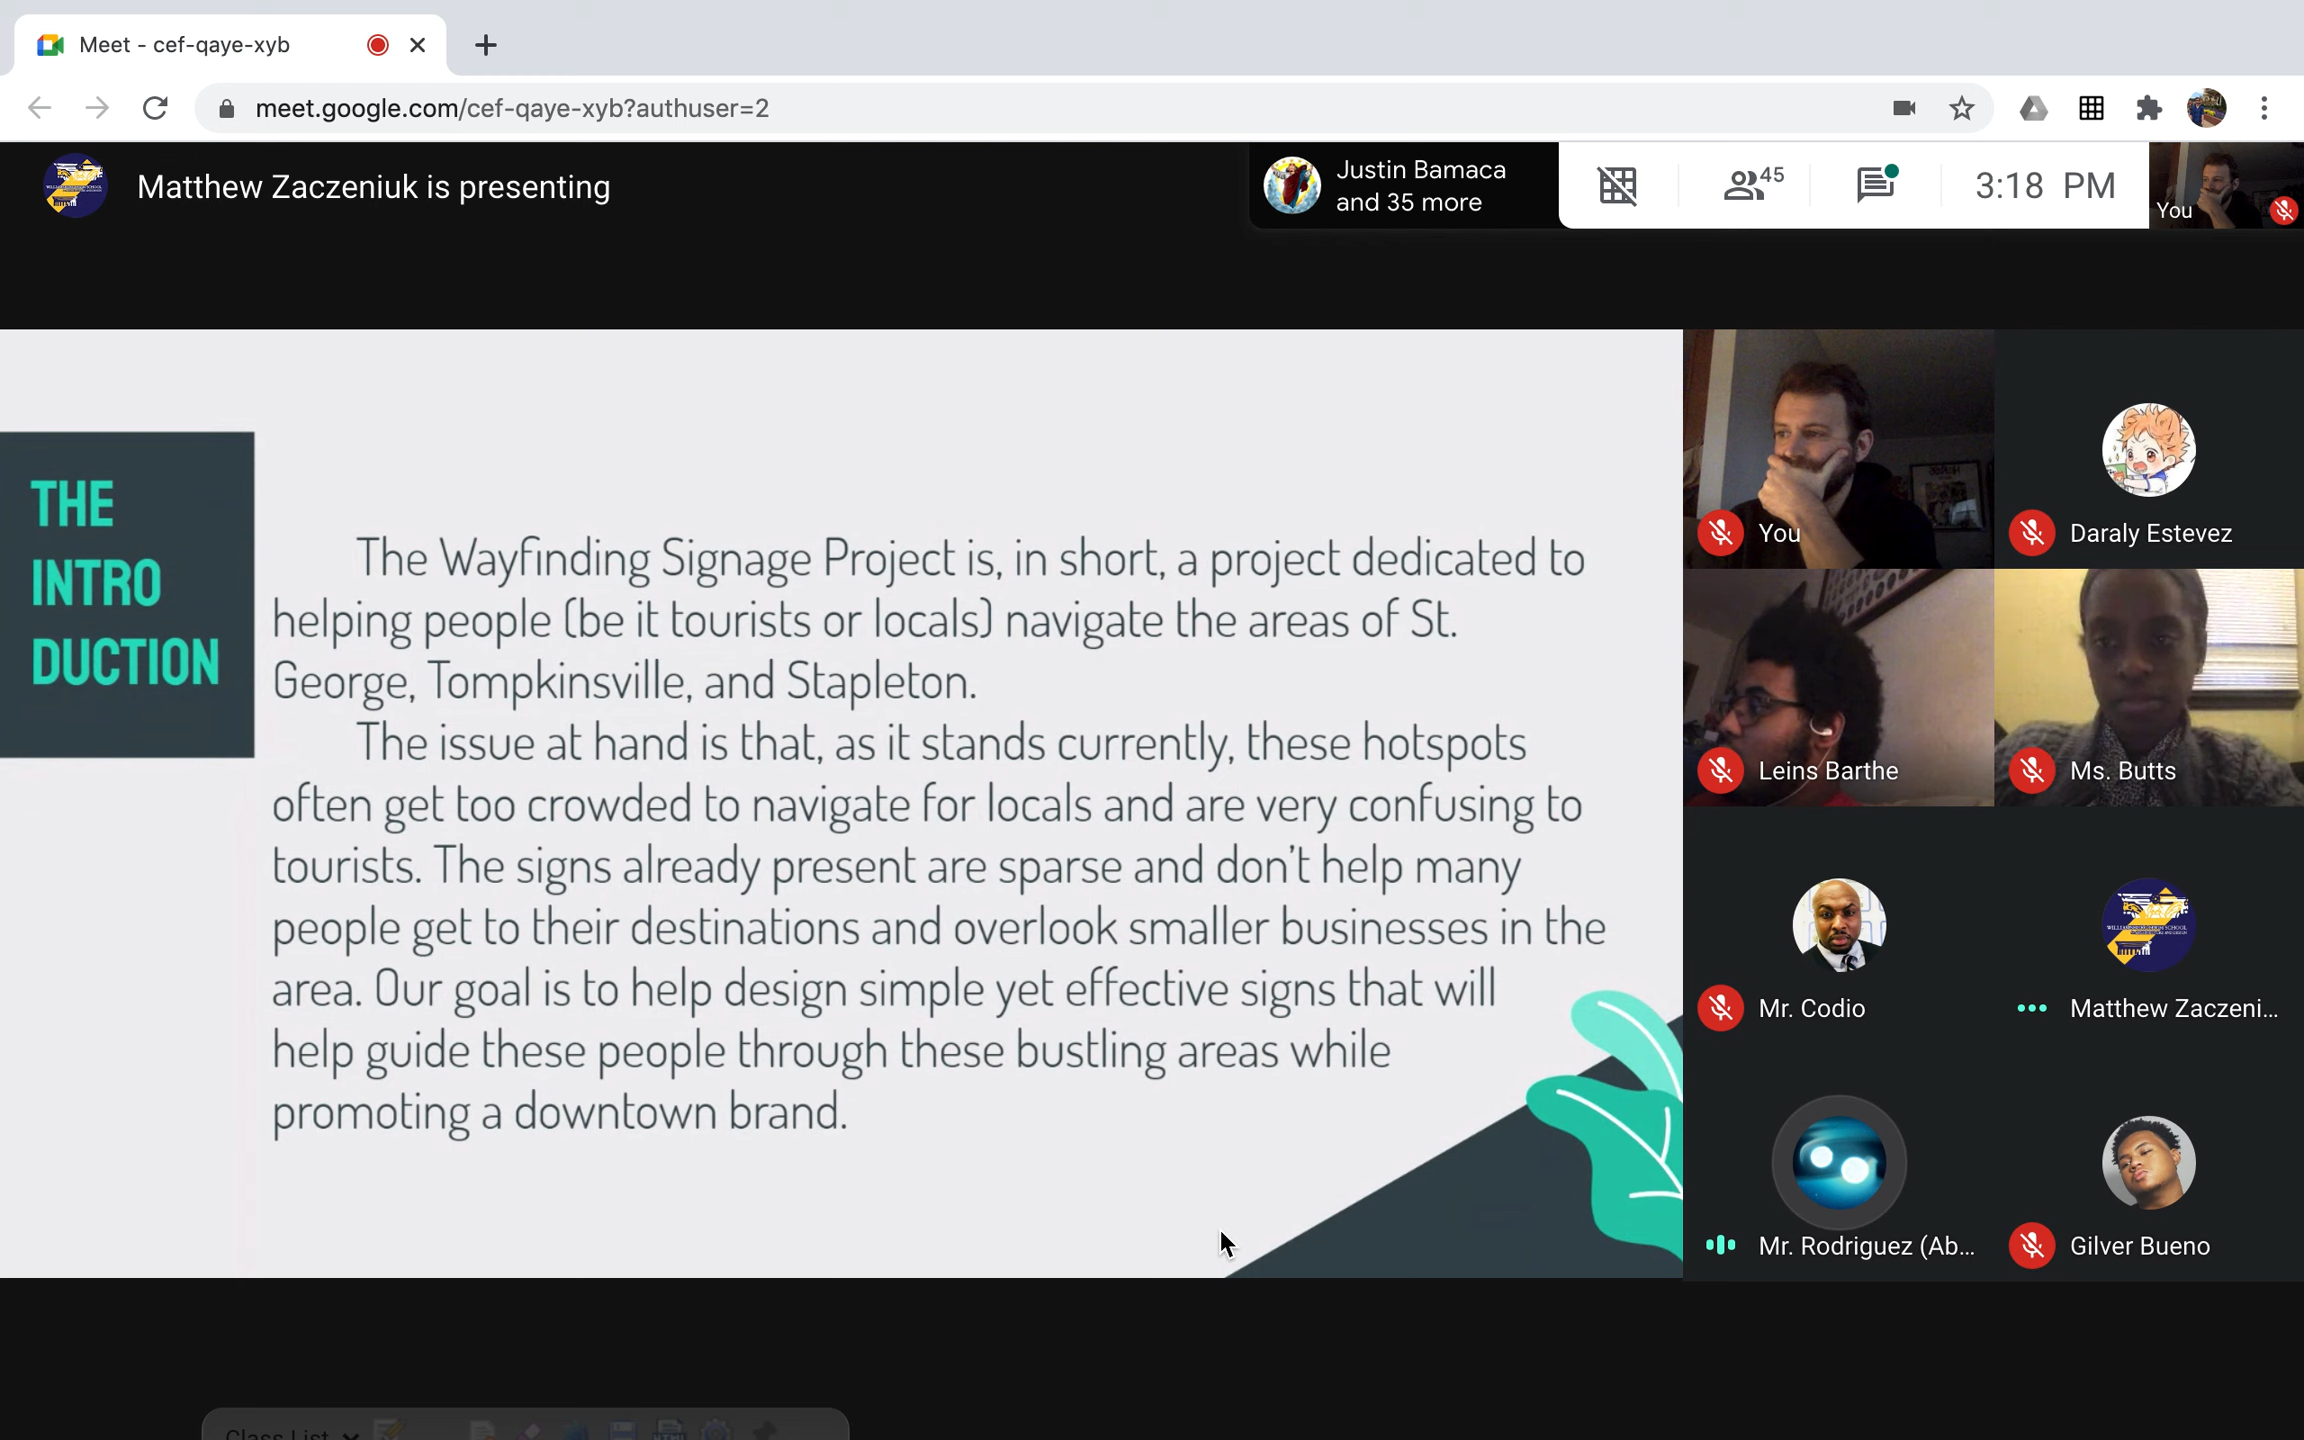 Meet - cef-qaye-xyb
meet.google.com/cef-qaye-xyb?authuser=2
Matthew Zaczeniuk is presenting
Justin Bamaca
and 35 more
45
3:18 PM
You
THE
INTRO
DUCTION
The Wayfinding Signage Project is, in short, a project dedicated to
helping people (be it tourists or locals) navigate the areas of St.
George, Tompkinsville, and Stapleton.
The issue at hand is that, as it stands currently, these hotspots
often get too crowded to navigate for locals and are very confusing to
tourists. The signs already present are sparse and don't help many
people get to their destinations and overlook smaller businesses in the
area. Our goal is to help design simple yet effective signs that will
help guide these people through these bustling areas while
promoting a downtown brand.
You
Daraly Estevez
Leins Barthe
Ms. Butts
Mr. Codio
Matthew Zaczeni...
Mr. Rodriguez (Ab...
Gilver Bueno
Class List